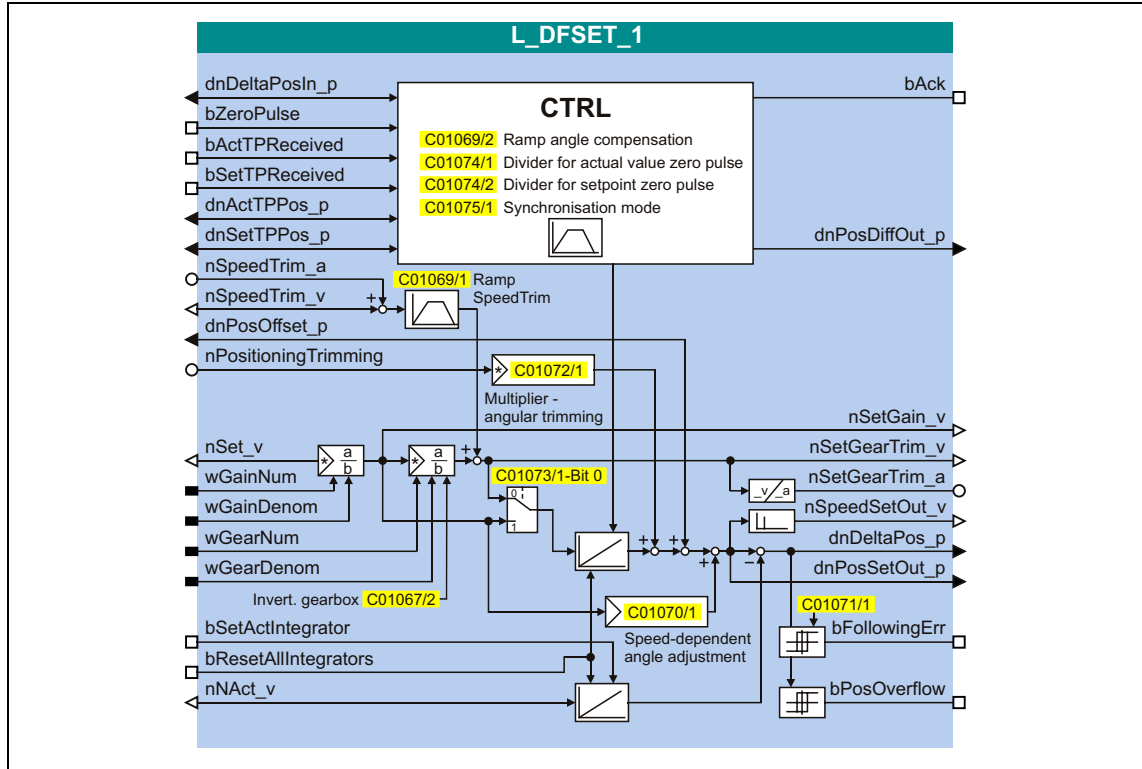 L_DFSET_1
dnDeltaPosIn_p
bZeroPulse
bActTPReceived
bSetTPReceived
dnActTPPos_p
dnSetTPPos_p
CTRL
C01069/2 Ramp angle compensation
C01074/1 Divider for actual value zero pulse
C01074/2 Divider for setpoint zero pulse
C01075/1 Synchronisation mode
bAck
dnPosDiffOut_p
nSpeedTrim_a
nSpeedTrim_v
+
C01069/1 Ramp
SpeedTrim
dnPosOffset_p
nPositioningTrimming
* C01072/1
Multiplier -
angular trimming
nSet_v
wGainNum
wGainDenom
wGearNum
wGearDenom
* a
b
* a
b
+
Invert. gearbox C01067/2
C01073/1-Bit 0
0
1
+
+
+
−
C01070/1
Speed-dependent
angle adjustment
nSetGain_v
nSetGearTrim_v
_v/_a
nSetGearTrim_a
nSpeedSetOut_v
dnDeltaPos_p
dnPosSetOut_p
C01071/1
bFollowingErr
bPosOverflow
bSetActIntegrator
bResetAllIntegrators
nNAct_v